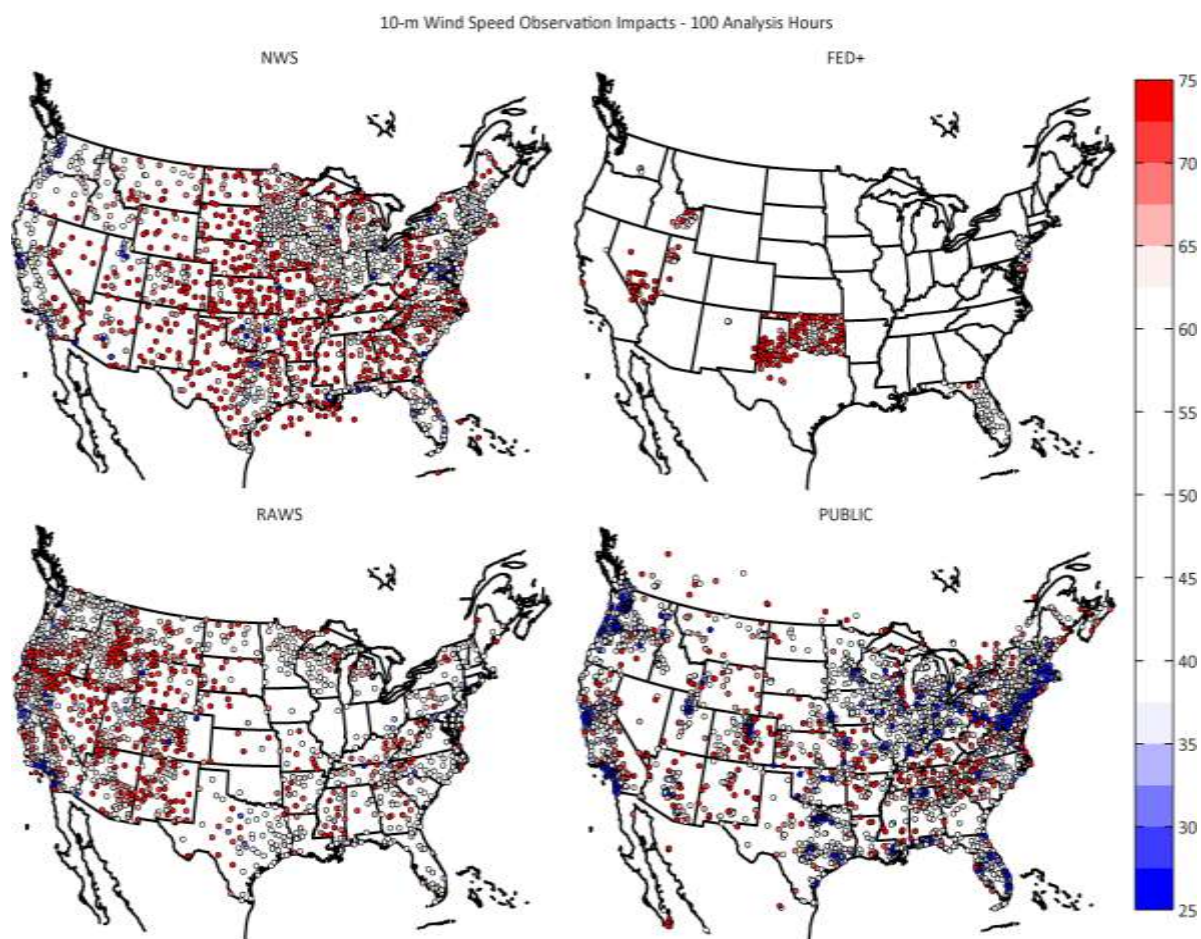 10-m Wind Speed Observation Impacts - 100 Analysis Hours
NWS
FED+
RAWS
PUBLIC
75
70
65
60
55
50
45
40
35
30
25